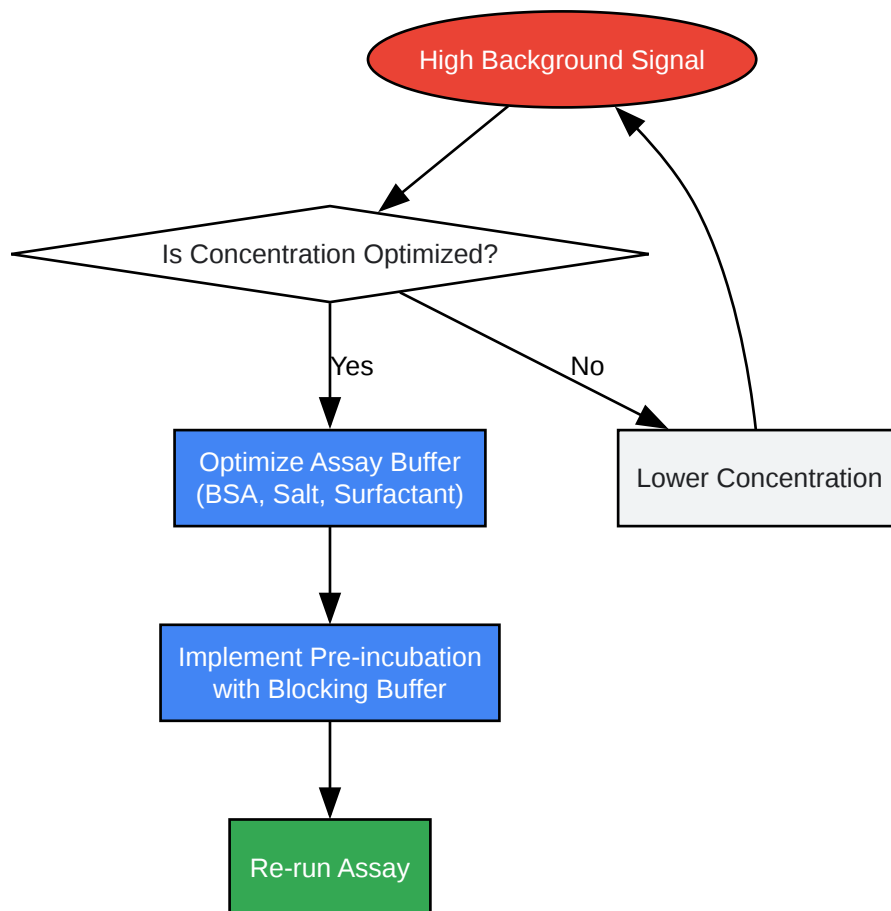 High Background Signal
Is Concentration Optimized?
Yes
No
Optimize Assay Buffer
(BSA, Salt, Surfactant)
Lower Concentration
Implement Pre-incubation
with Blocking Buffer
Re-run Assay